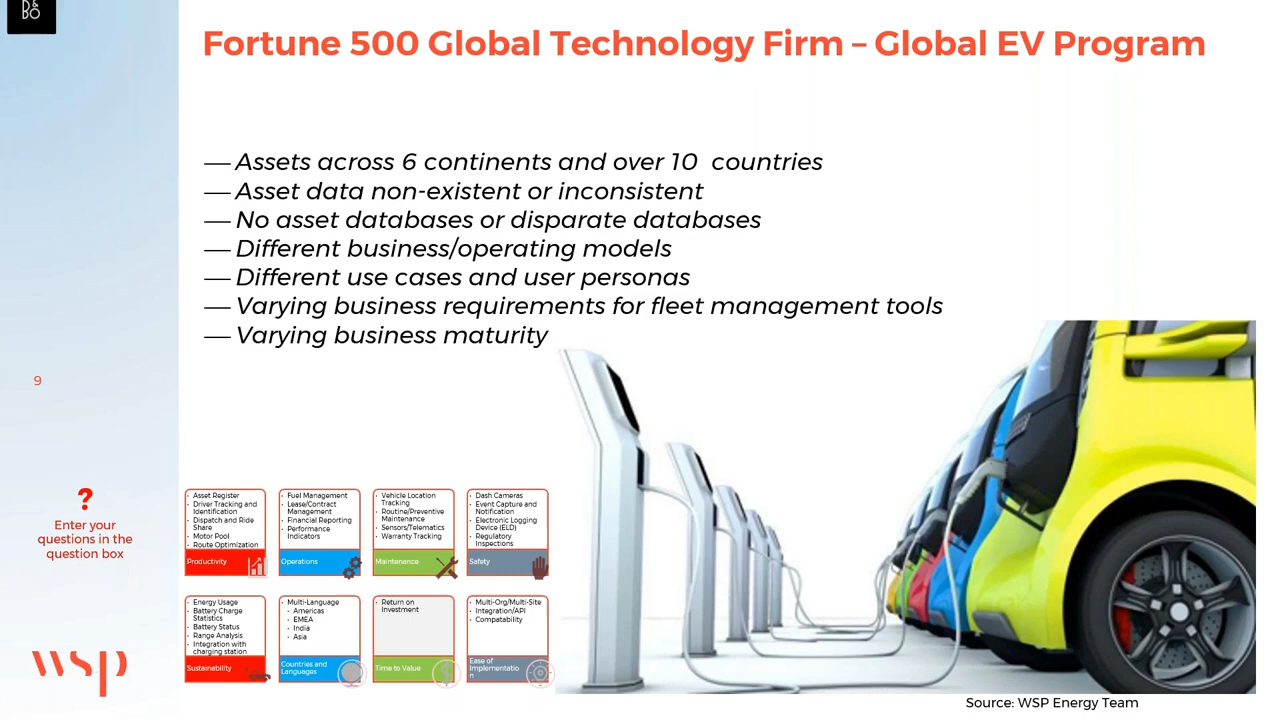 D&
BO
Fortune 500 Global Technology Firm – Global EV Program
— Assets across 6 continents and over 10 countries
— Asset data non-existent or inconsistent
— No asset databases or disparate databases
— Different business/operating models
— Different use cases and user personas
— Varying business requirements for fleet management tools
— Varying business maturity
9
?
Enter your
questions in the
question box
wsp
• Asset Register
• Driver Tracking and
Identification
• Dispatch and Ride
Share
• Motor Pool
• Route Optimization
Productivity
• Fuel Management
• Lease/Contract
Management
• Financial Reporting
• Performance
Indicators
Operations
• Vehicle Location
Tracking
• Routine/Preventive
Maintenance
• Sensors/Telematics
• Warranty Tracking
Maintenance
• Dash Cameras
• Event Capture and
Notification
• Electronic Logging
Device (ELD)
• Regulatory
Inspections
Safety
• Energy Usage
• Battery Charge
Statistics
• Battery Status
• Range Analysis
• Integration with
charging station
Sustainability
• Multi-Language
• Americas
• EMEA
• India
• Asia
Countries and
Languages
• Return on
Investment
Time to Value
• Multi-Org/Multi-Site
• Integration/API
• Compatability
Ease of
Implementatio
n
Source: WSP Energy Team